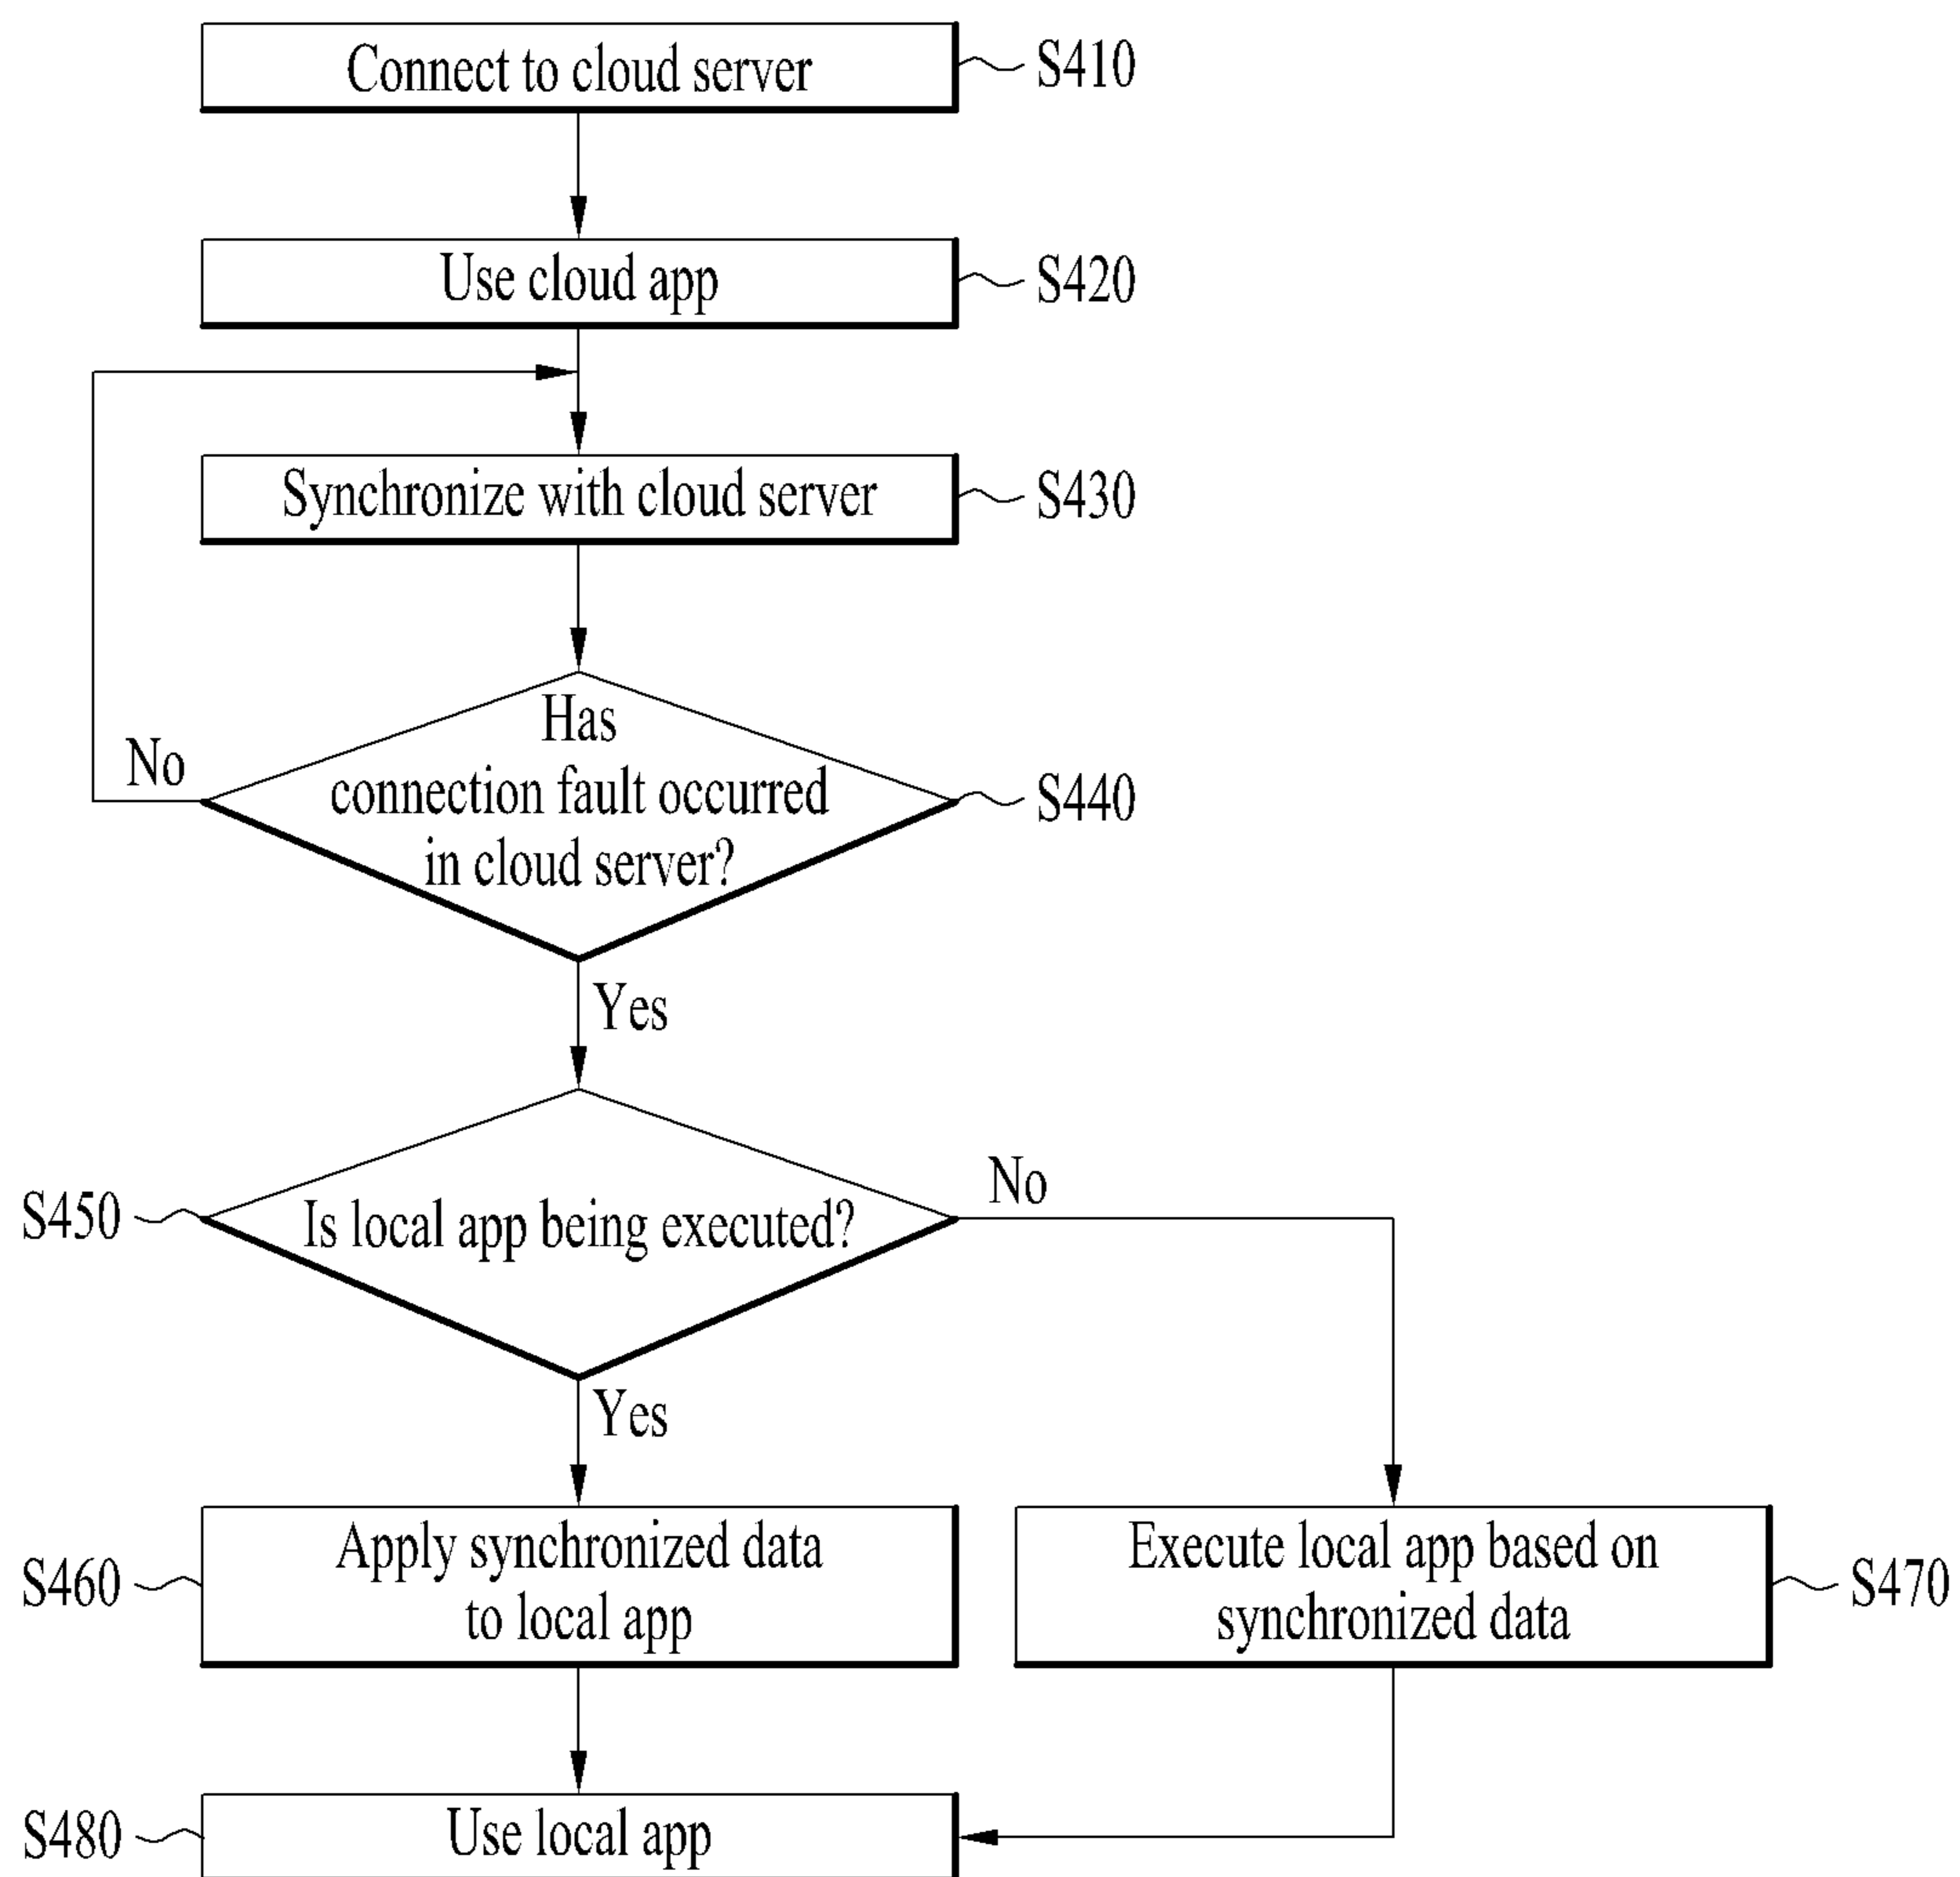 Connect to cloud server
S410
Use cloud app
S420
Synchronize with cloud server
S430
Has
connection fault occurred
in cloud server?
No
S440
Yes
S450
Is local app being executed?
No
Yes
S460
Apply synchronized data
to local app
Execute local app based on
synchronized data
S470
S480
Use local app